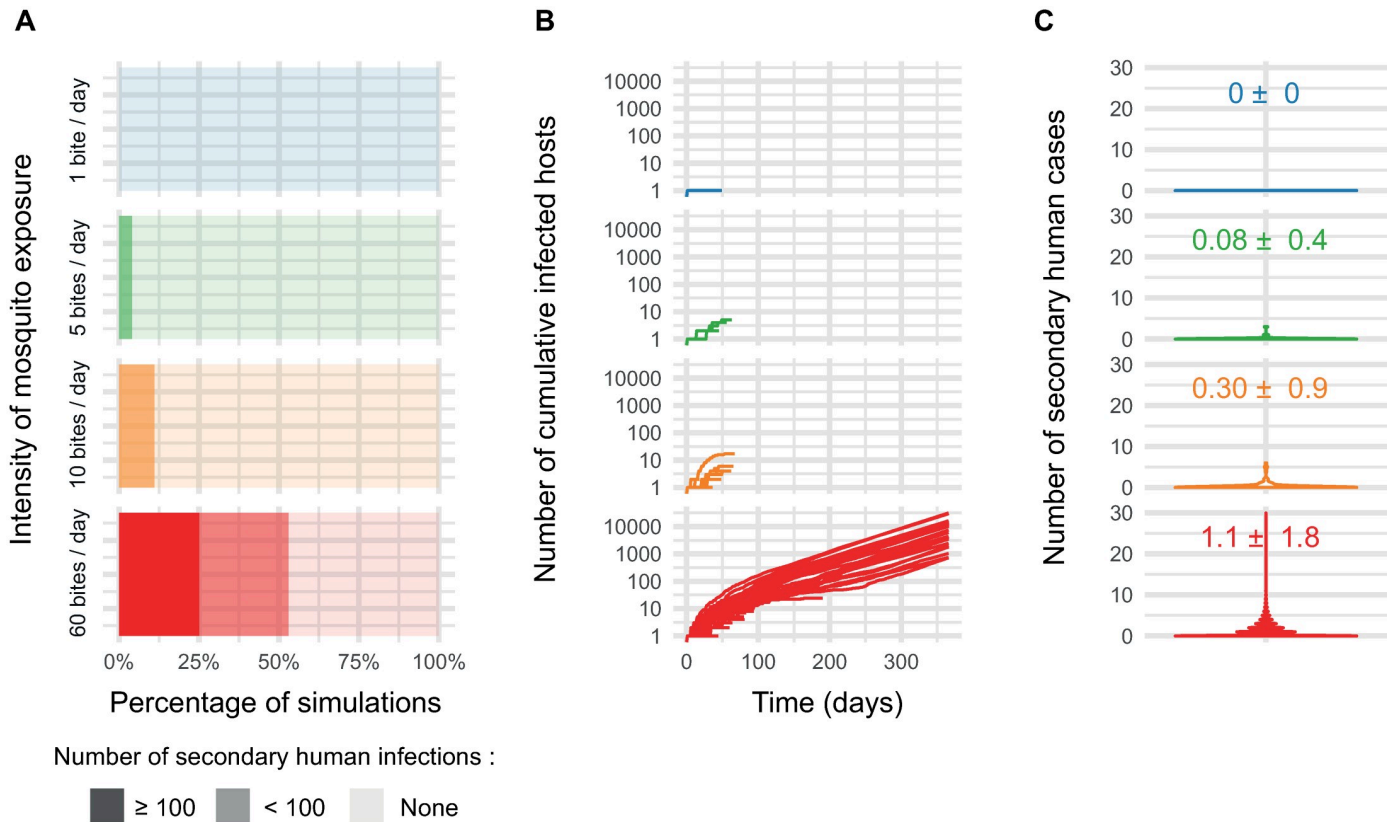 A
Intensity of mosquito exposure
1 bite / day
5 bites / day
10 bites / day
60 bites / day
0% 25% 50% 75% 100%
Percentage of simulations
Number of secondary human infections :
≥ 100 < 100 None
B
Number of cumulative infected hosts
10000
1000
100
10
1
10000
1000
100
10
1
10000
1000
100
10
1
10000
1000
100
10
1
0 100 200 300
Time (days)
C
Number of secondary human cases
30
20
10
0
0 ± 0
30
20
10
0
0.08 ± 0.4
30
20
10
0
0.30 ± 0.9
30
20
10
0
1.1 ± 1.8